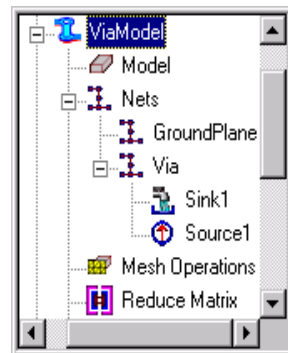 ViaModel
Model
Nets
GroundPlane
Via
Sink1
Source1
Mesh Operations
Reduce Matrix